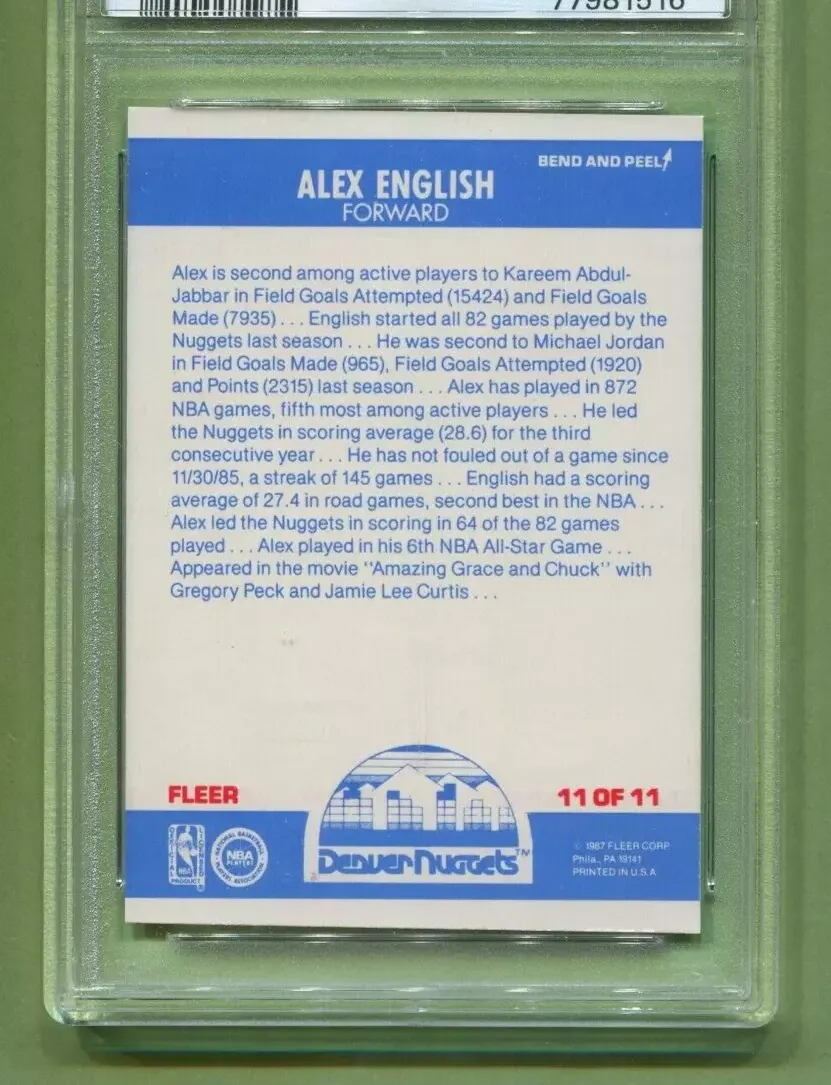 77981516
BEND AND PEEL
ALEX ENGLISH
FORWARD
Alex is second among active players to Kareem Abdul-
Jabbar in Field Goals Attempted (15424) and Field Goals
Made (7935) . . . English started all 82 games played by the
Nuggets last season . . . He was second to Michael Jordan
in Field Goals Made (965), Field Goals Attempted (1920)
and Points (2315) last season . . . Alex has played in 872
NBA games, fifth most among active players . . . He led
the Nuggets in scoring average (28.6) for the third
consecutive year . . . He has not fouled out of a game since
11/30/85, a streak of 145 games . . . English had a scoring
average of 27.4 in road games, second best in the NBA . . .
Alex led the Nuggets in scoring in 64 of the 82 games
played . . . Alex played in his 6th NBA All-Star Game . . .
Appeared in the movie "Amazing Grace and Chuck" with
Gregory Peck and Jamie Lee Curtis . . .
FLEER
11 OF 11
OFFICIAL LICENSED
NBA
PRODUCT
NATIONAL BASKETBALL
NBA
PLAYERS
ASSOCIATION
Denver Nuggets™
© 1987 FLEER CORP.
Phila., PA 19141
PRINTED IN U.S.A